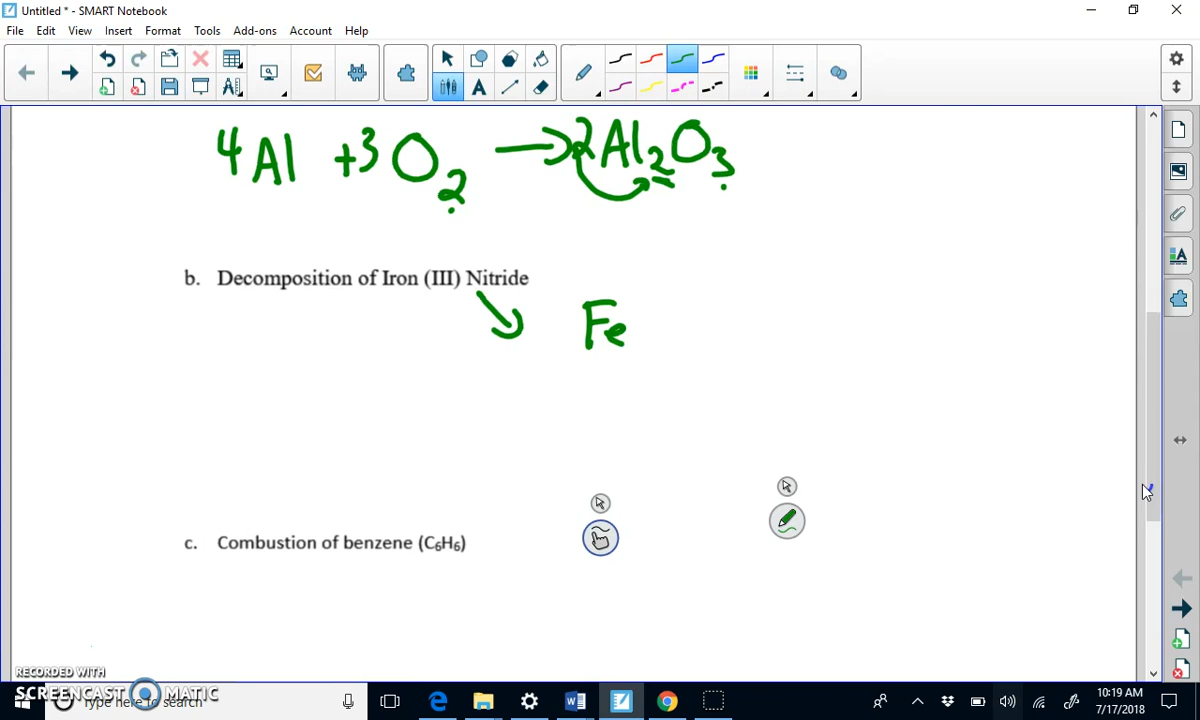 Untitled * - SMART Notebook
File Edit View Insert Format Tools Add-ons Account Help
4Al +3O₂ → 2Al₂O₃
b. Decomposition of Iron (III) Nitride
Fe
c. Combustion of benzene (C₆H₆)
RECORDED WITH
SCREENCAST MATIC
Type here to search
10:19 AM
7/17/2018